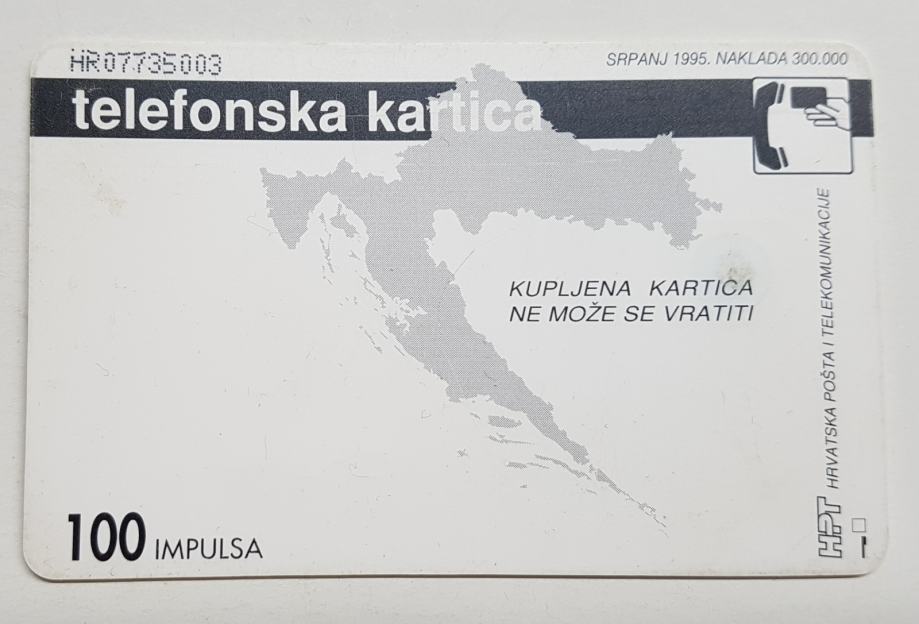 HR07735003
SRPANJ 1995. NAKLADA 300.000
telefonska kartica
KUPLJENA KARTICA
NE MOŽE SE VRATITI
HPT HRVATSKA POŠTA I TELEKOMUNIKACIJE
100 IMPULSA